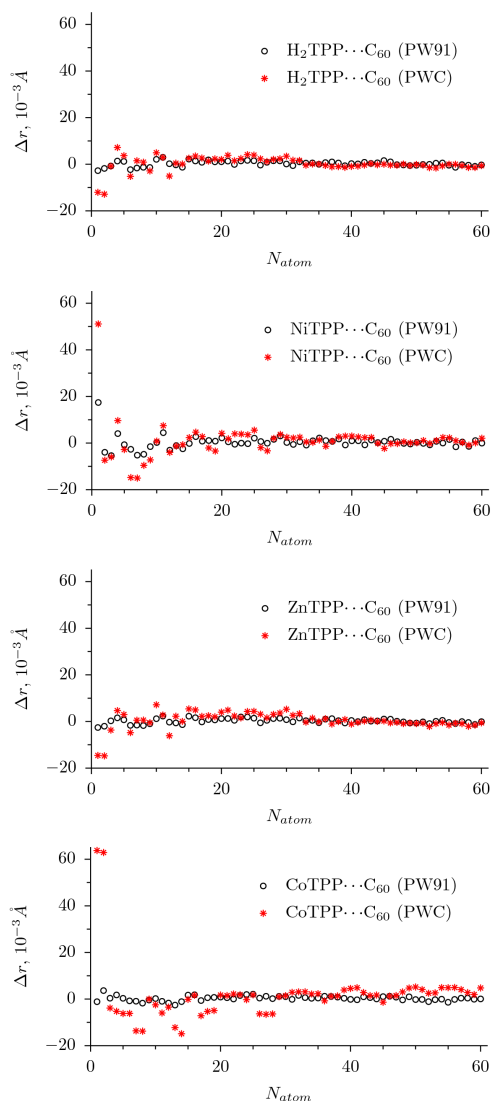 60
40
20
0
−20
Δr, 10⁻³Å
H₂TPP···C₆₀ (PW91)
H₂TPP···C₆₀ (PWC)
0 20 40 60
N_atom
60
40
20
0
−20
Δr, 10⁻³Å
NiTPP···C₆₀ (PW91)
NiTPP···C₆₀ (PWC)
0 20 40 60
N_atom
60
40
20
0
−20
Δr, 10⁻³Å
ZnTPP···C₆₀ (PW91)
ZnTPP···C₆₀ (PWC)
0 20 40 60
N_atom
60
40
20
0
−20
Δr, 10⁻³Å
CoTPP···C₆₀ (PW91)
CoTPP···C₆₀ (PWC)
0 20 40 60
N_atom